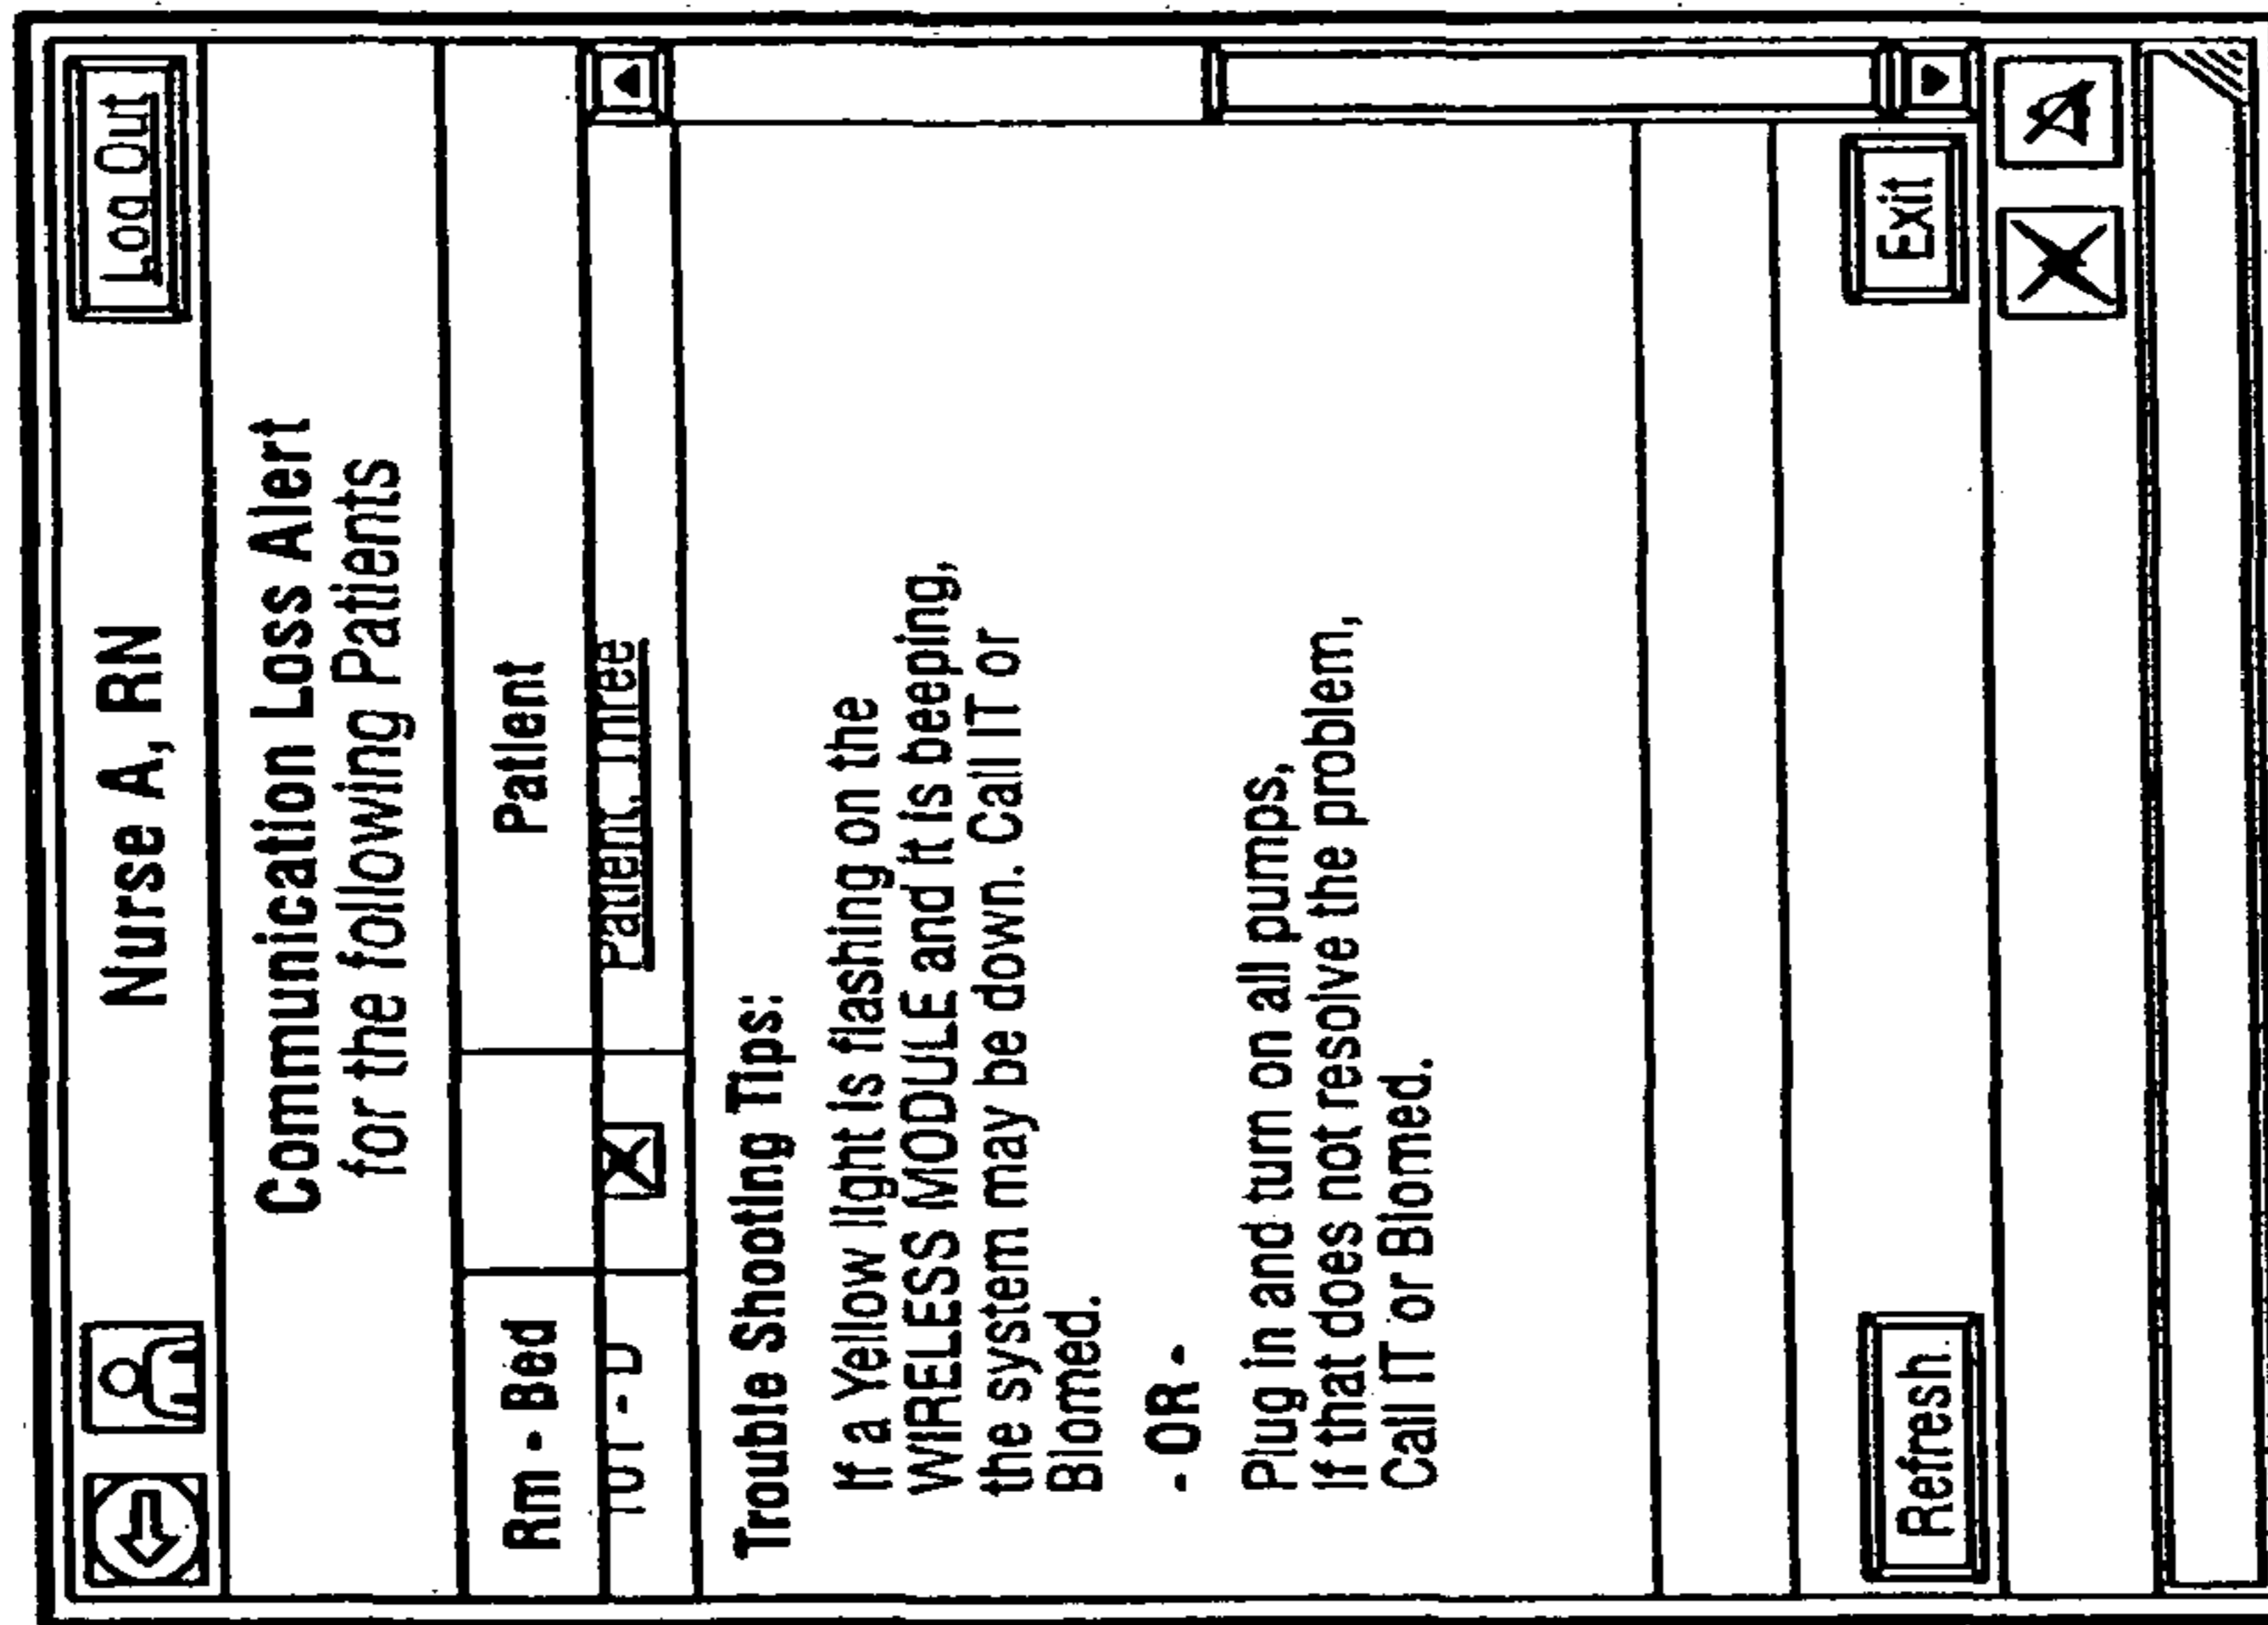 Nurse A, RN
Log Out
Communication Loss Alert
for the following Patients
Rm - Bed
Patient
Patient, Three
Trouble Shooting Tips:
If a Yellow light is flashing on the
WIRELESS MODULE and it is beeping,
the system may be down. Call IT or
Biomed.
- OR -
Plug in and turn on all pumps,
If that does not resolve the problem,
Call IT or Biomed.
Refresh
Exit